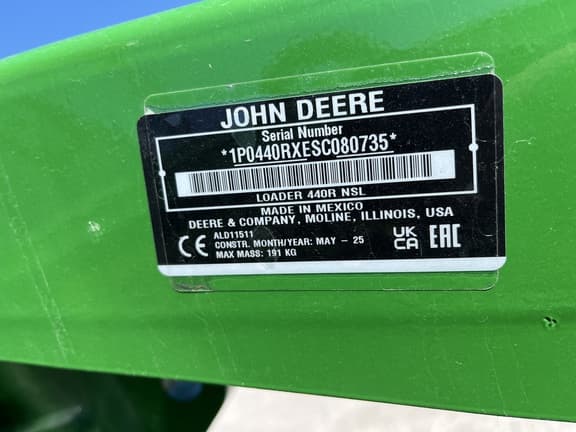 JOHN DEERE
Serial Number
*1P0440RXESC080735*
LOADER 440R NSL
MADE IN MEXICO
DEERE & COMPANY, MOLINE, ILLINOIS, USA
ALD11511
CE CONSTR. MONTH/YEAR: MAY - 25 UK CA EAC
MAX MASS: 191 KG